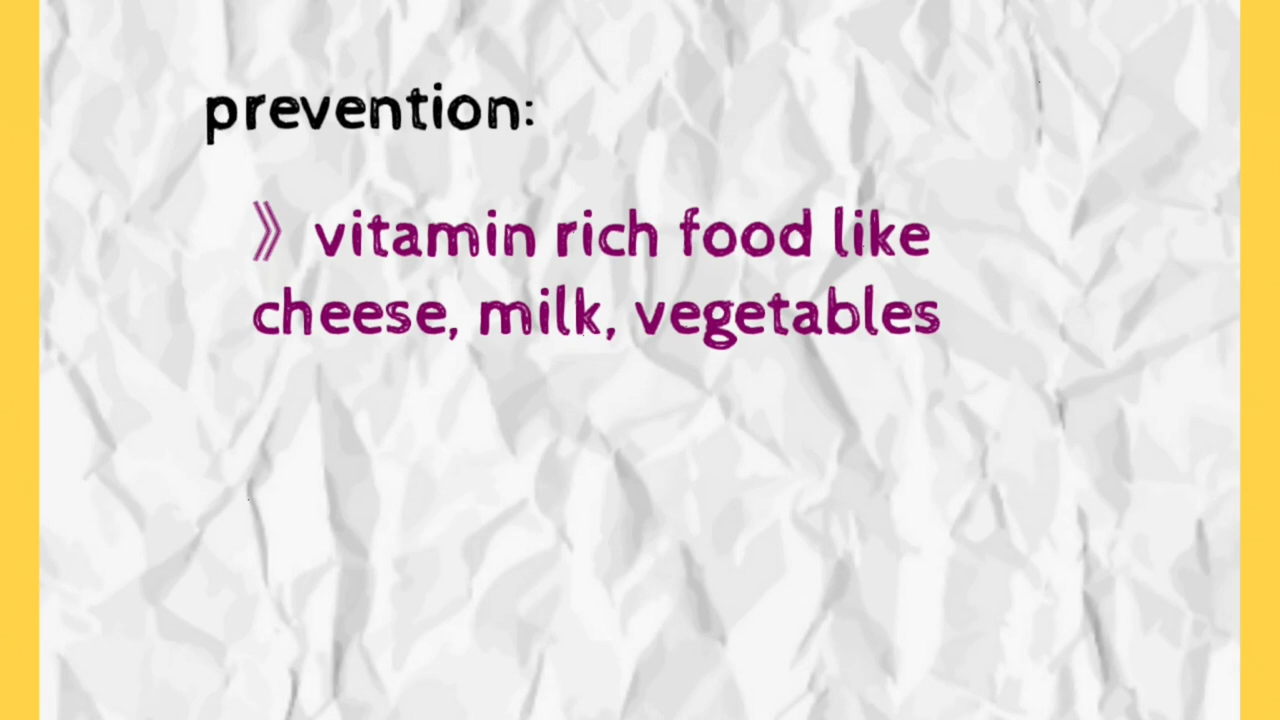 prevention:
》 vitamin rich food like
cheese, milk, vegetables